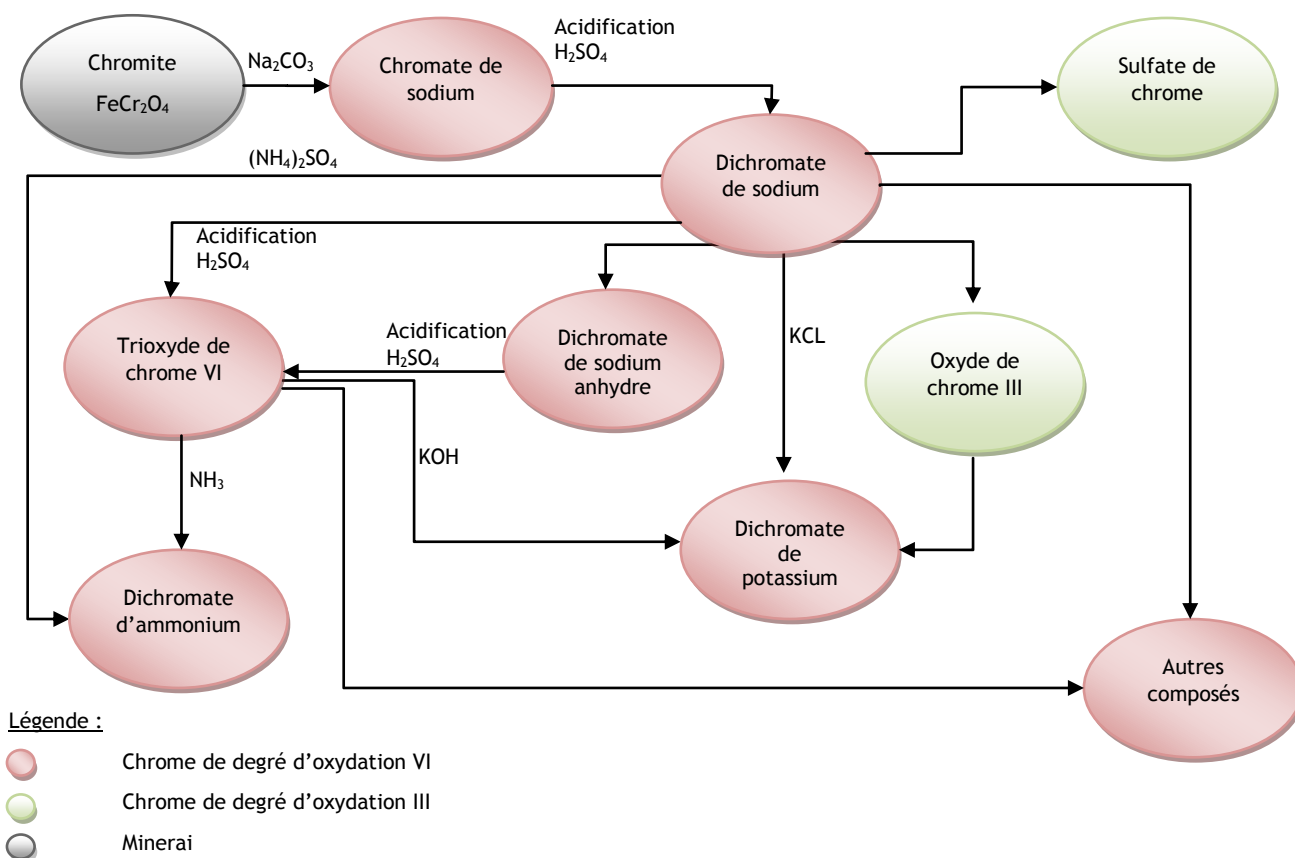 Chromite
FeCr₂O₄
Na₂CO₃
Chromate de
sodium
Acidification
H₂SO₄
Sulfate de
chrome
(NH₄)₂SO₄
Dichromate
de sodium
Acidification
H₂SO₄
Trioxyde de
chrome VI
Acidification
H₂SO₄
Dichromate
de sodium
anhydre
KCL
Oxyde de
chrome III
NH₃
KOH
Dichromate
de
potassium
Dichromate
d’ammonium
Autres
composés
Légende :
Chrome de degré d’oxydation VI
Chrome de degré d’oxydation III
Minerai